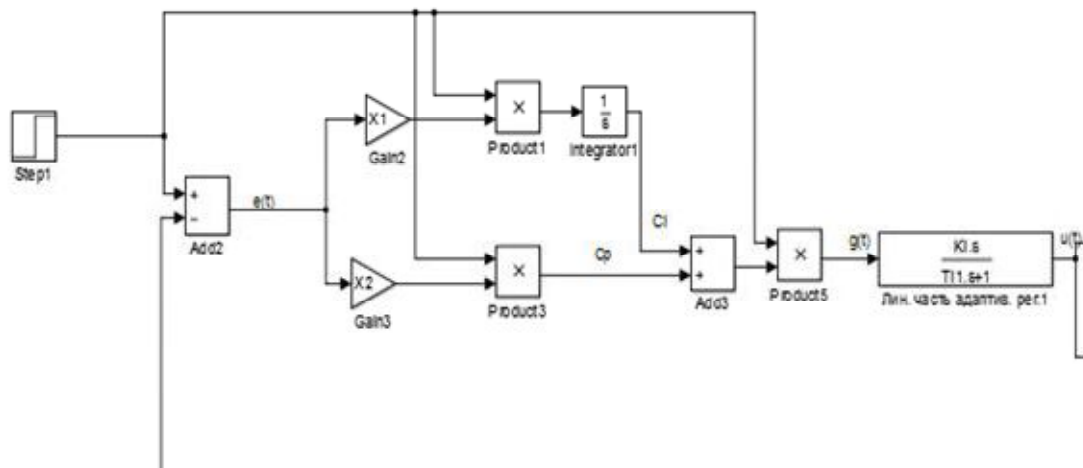 X1
×
1
s
Gain2
Product1
Integrator1
Step1
+
−
e(t)
Add2
CI
X2
×
Cp
+
+
×
g(t)
KI.s
TI1.s+1
u(t)
Gain3
Product3
Add3
Product5
Лин. часть адаптив. рег.1